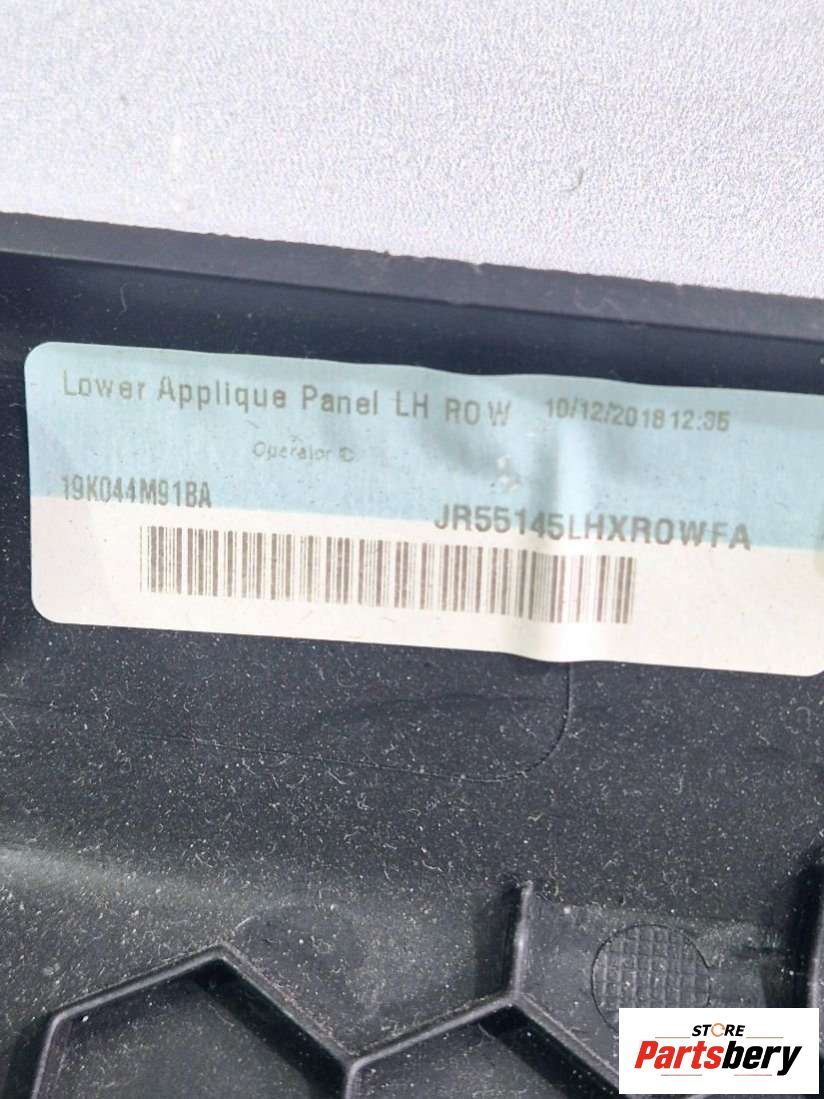 Lower Applique Panel LH ROW 10/12/2018 12:35
Operator ID
19K044M91BA
JR55145LHXROWFA
STORE
Partsbery